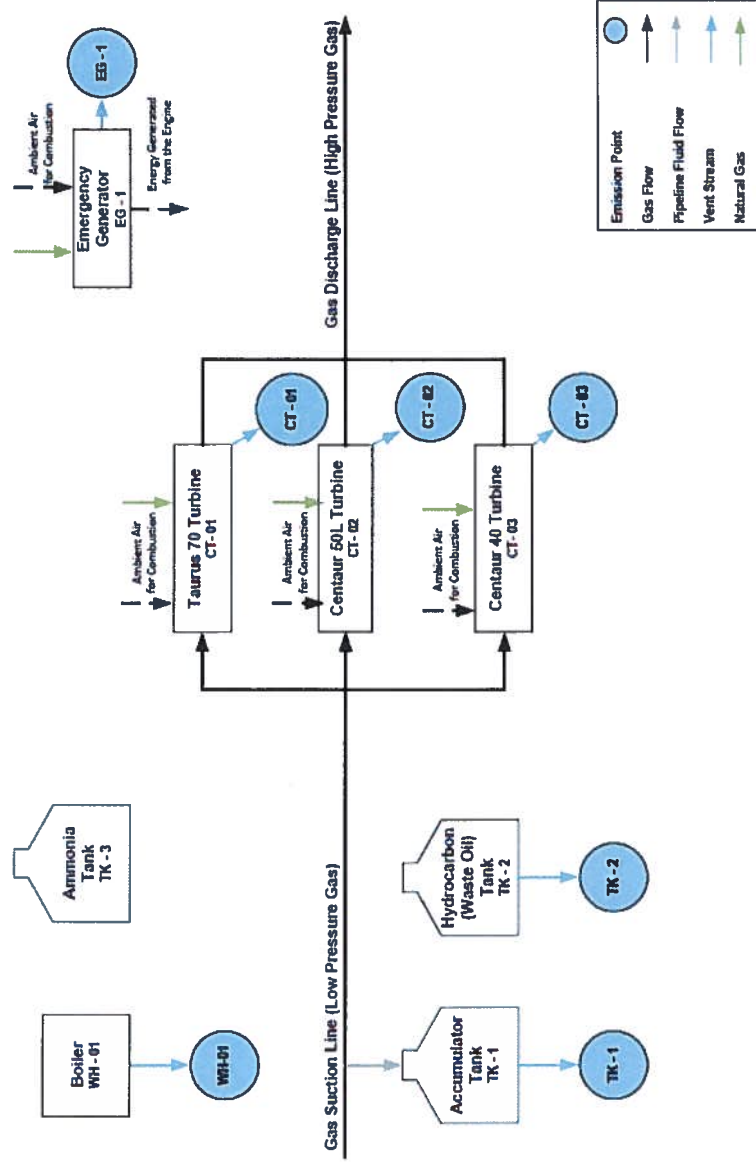 Boiler
WH - 01
WH-01
Ammonia
Tank
TK - 3
Gas Suction Line (Low Pressure Gas)
Accumulator
Tank
TK - 1
TK - 1
Hydrocarbon
(Waste Oil)
Tank
TK - 2
TK - 2
Ambient Air
for Combustion
Taurus 70 Turbine
CT - 01
CT - 01
Ambient Air
for Combustion
Centaur 50L Turbine
CT - 02
CT - 02
Ambient Air
for Combustion
Centaur 40 Turbine
CT - 03
CT - 03
Gas Discharge Line (High Pressure Gas)
Ambient Air
for Combustion
Emergency
Generator
EG - 1
EG - 1
Energy Generated
from the Engine
Emission Point
Gas Flow
Pipeline Fluid Flow
Vent Stream
Natural Gas